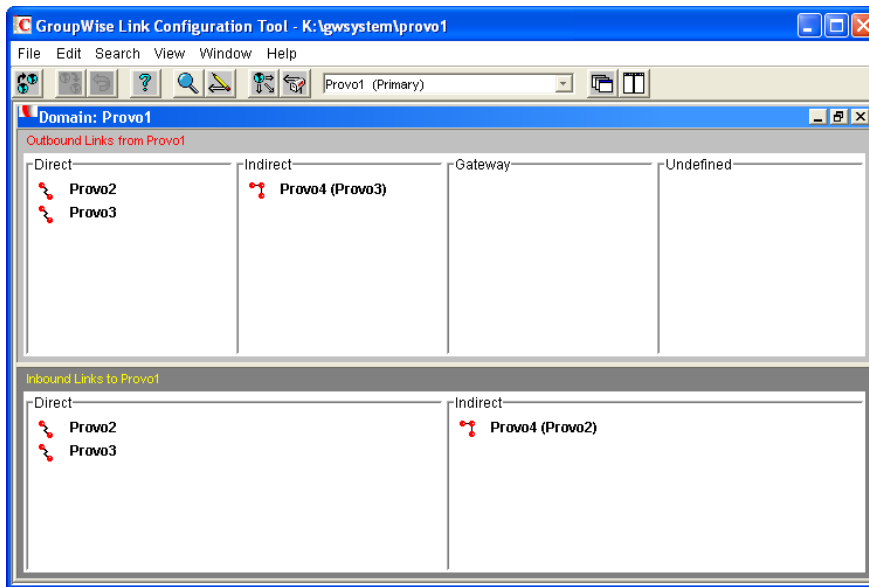 GroupWise Link Configuration Tool - K:\gwsystem\provo1
File Edit Search View Window Help
Provo1 (Primary)
Domain: Provo1
Outbound Links from Provo1
Direct Indirect Gateway Undefined
Provo2 Provo4 (Provo3)
Provo3
Inbound Links to Provo1
Direct Indirect
Provo2 Provo4 (Provo2)
Provo3